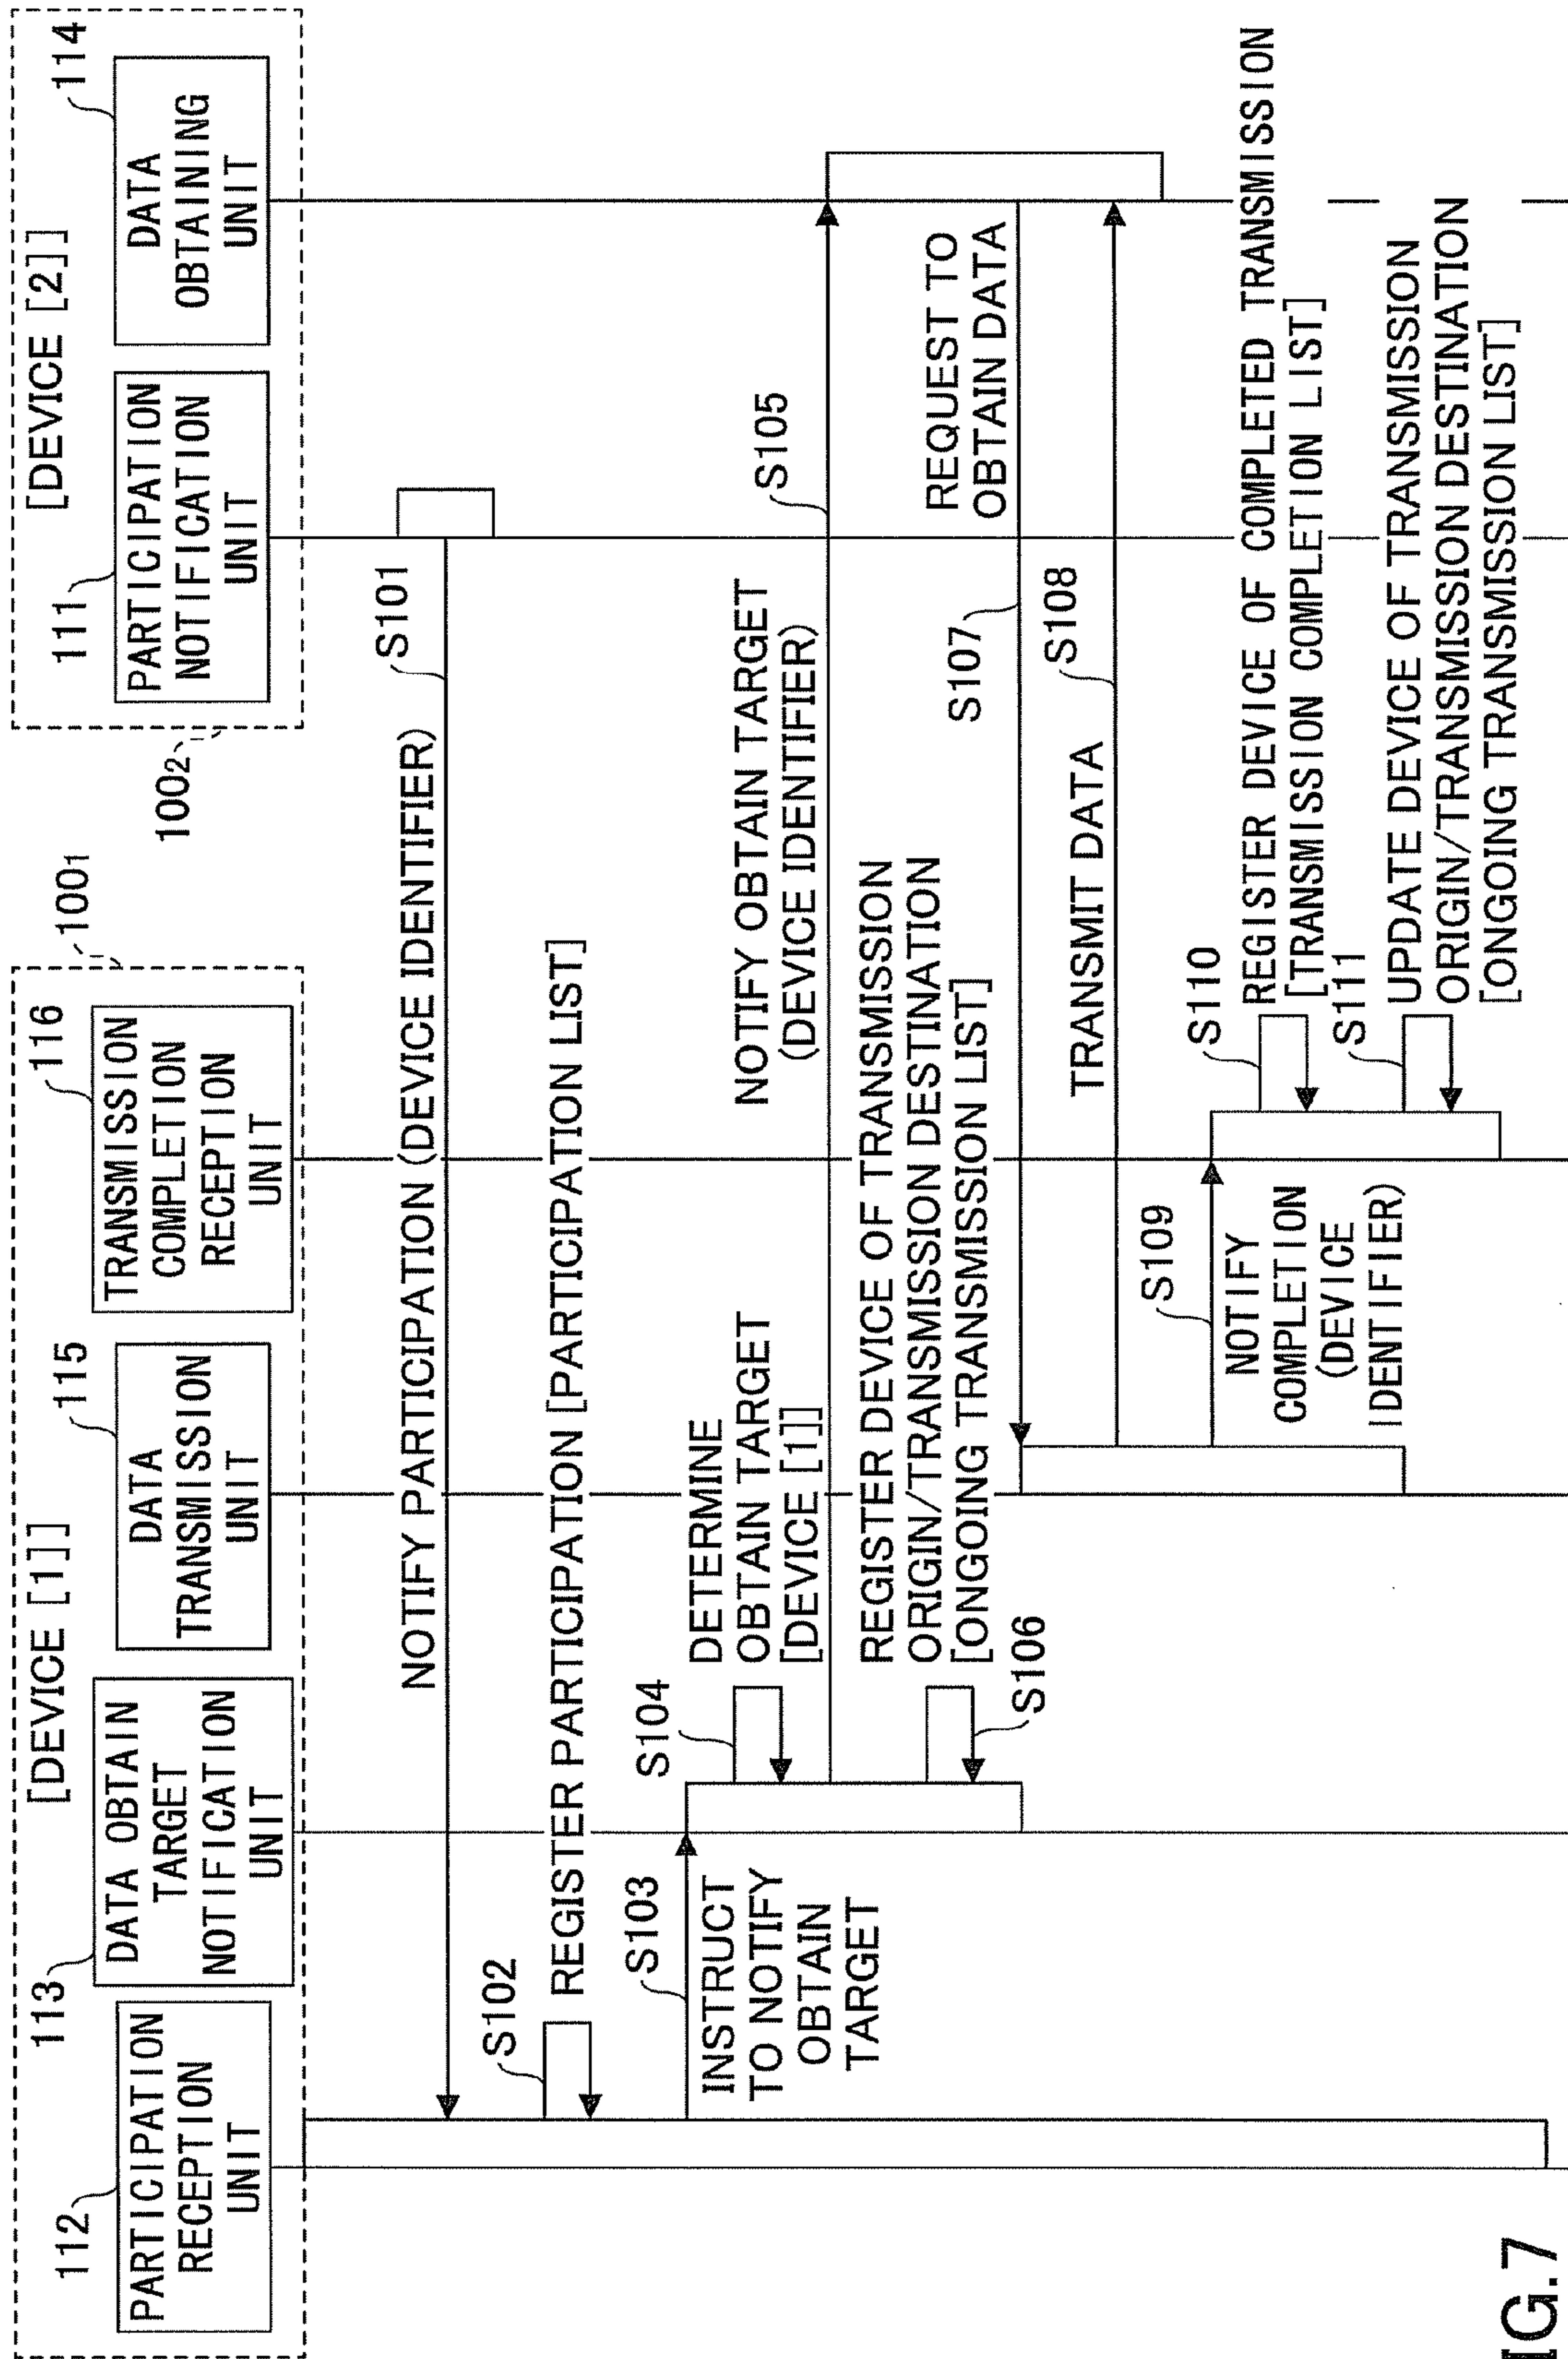 [DEVICE [1]]
100₁
112
PARTICIPATION
RECEPTION
UNIT
113
DATA OBTAIN
TARGET
NOTIFICATION
UNIT
115
DATA
TRANSMISSION
UNIT
116
TRANSMISSION
COMPLETION
RECEPTION
UNIT
[DEVICE [2]]
100₂
111
PARTICIPATION
NOTIFICATION
UNIT
114
DATA
OBTAINING
UNIT
S101
NOTIFY PARTICIPATION (DEVICE IDENTIFIER)
S102
REGISTER PARTICIPATION [PARTICIPATION LIST]
S103
INSTRUCT
TO NOTIFY
OBTAIN
TARGET
S104
DETERMINE
OBTAIN TARGET
[DEVICE [1]]
S105
NOTIFY OBTAIN TARGET
(DEVICE IDENTIFIER)
REGISTER DEVICE OF TRANSMISSION
ORIGIN/TRANSMISSION DESTINATION
[ONGOING TRANSMISSION LIST]
S106
REQUEST TO
OBTAIN DATA
S107
S108
TRANSMIT DATA
S109
NOTIFY
COMPLETION
(DEVICE
IDENTIFIER)
S110
REGISTER DEVICE OF COMPLETED TRANSMISSION
[TRANSMISSION COMPLETION LIST]
S111
UPDATE DEVICE OF TRANSMISSION
ORIGIN/TRANSMISSION DESTINATION
[ONGOING TRANSMISSION LIST]
IG.7